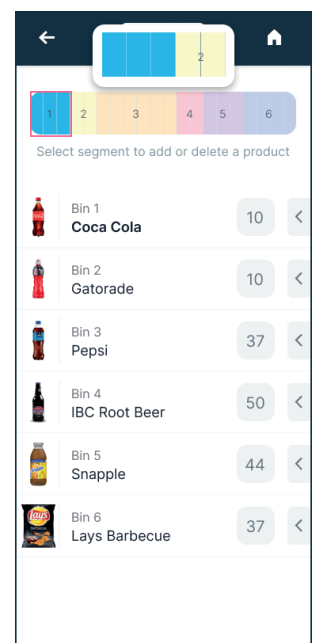 2
1 2 3 4 5 6
Select segment to add or delete a product
Bin 1
Coca Cola
10
Bin 2
Gatorade
10
Bin 3
Pepsi
37
Bin 4
IBC Root Beer
50
Bin 5
Snapple
44
Bin 6
Lays Barbecue
37
Lay's